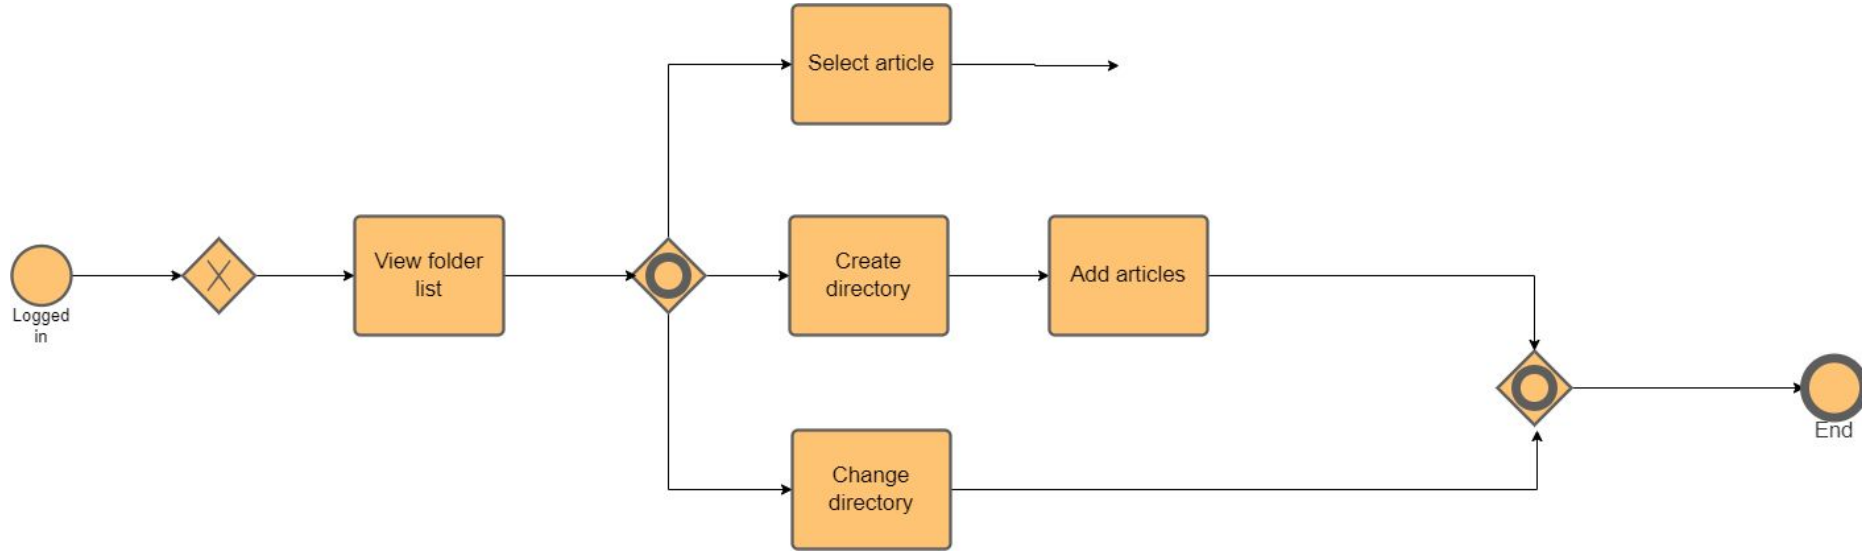 Select article
View folder
list
Create
directory
Add articles
Logged
in
End
Change
directory